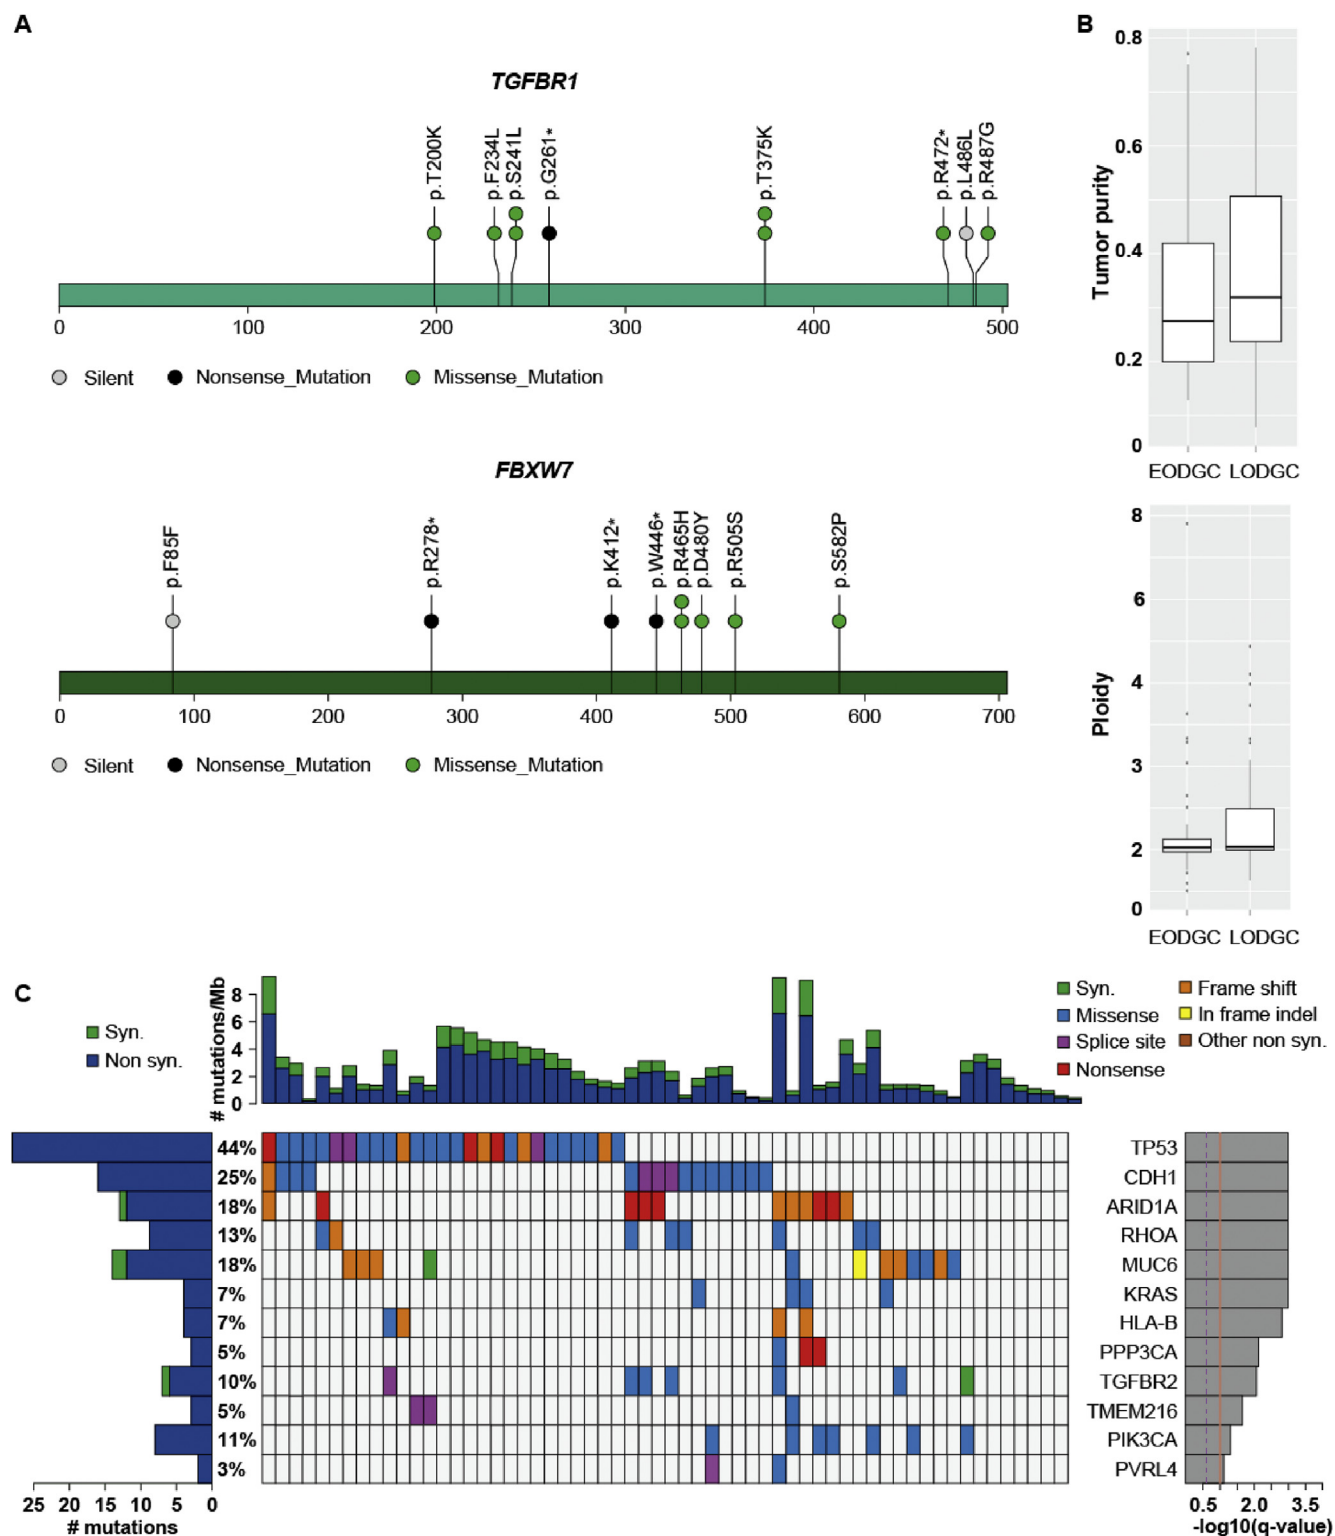 A
TGFBR1
p.T200K
p.F234L
p.S241L
p.G261*
p.T375K
p.R472*
p.L486L
p.R487G
0 100 200 300 400 500
Silent Nonsense_Mutation Missense_Mutation
FBXW7
p.F85F
p.R278*
p.K412*
p.W446*
p.R465H
p.D480Y
p.R505S
p.S582P
0 100 200 300 400 500 600 700
Silent Nonsense_Mutation Missense_Mutation
B
Tumor purity
0.8
0.6
0.4
0.2
0
EODGC LODGC
Ploidy
8
6
4
3
2
0
EODGC LODGC
C
Syn.
Non syn.
# mutations/Mb
8
6
4
2
0
Syn.
Missense
Splice site
Nonsense
Frame shift
In frame indel
Other non syn.
44% TP53
25% CDH1
18% ARID1A
13% RHOA
18% MUC6
7% KRAS
7% HLA-B
5% PPP3CA
10% TGFBR2
5% TMEM216
11% PIK3CA
3% PVRL4
25 20 15 10 5 0
# mutations
0.5 2.0 3.5
-log10(q-value)